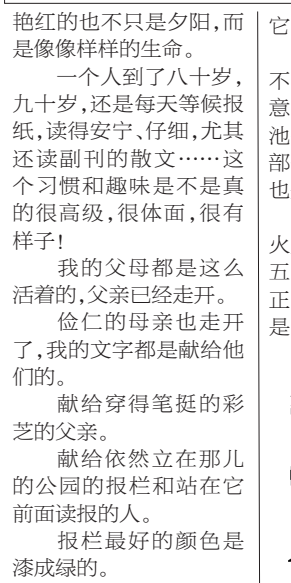 艳红的也不只是夕阳,而
是像像样样的生命。
一个人到了八十岁,
九十岁,还是每天等候报
纸,读得安宁、仔细,尤其
还读副刊的散文……这
个习惯和趣味是不是真
的很高级,很体面,很有
样子!
我的父母都是这么
活着的,父亲已经走开。
俭仁的母亲也走开
了,我的文字都是献给他
们的。
献给穿得笔挺的彩
芝的父亲。
献给依然立在那儿
的公园的报栏和站在它
前面读报的人。
报栏最好的颜色是
漆成绿的。
它
不
意
池
部
也
火
五
正
是